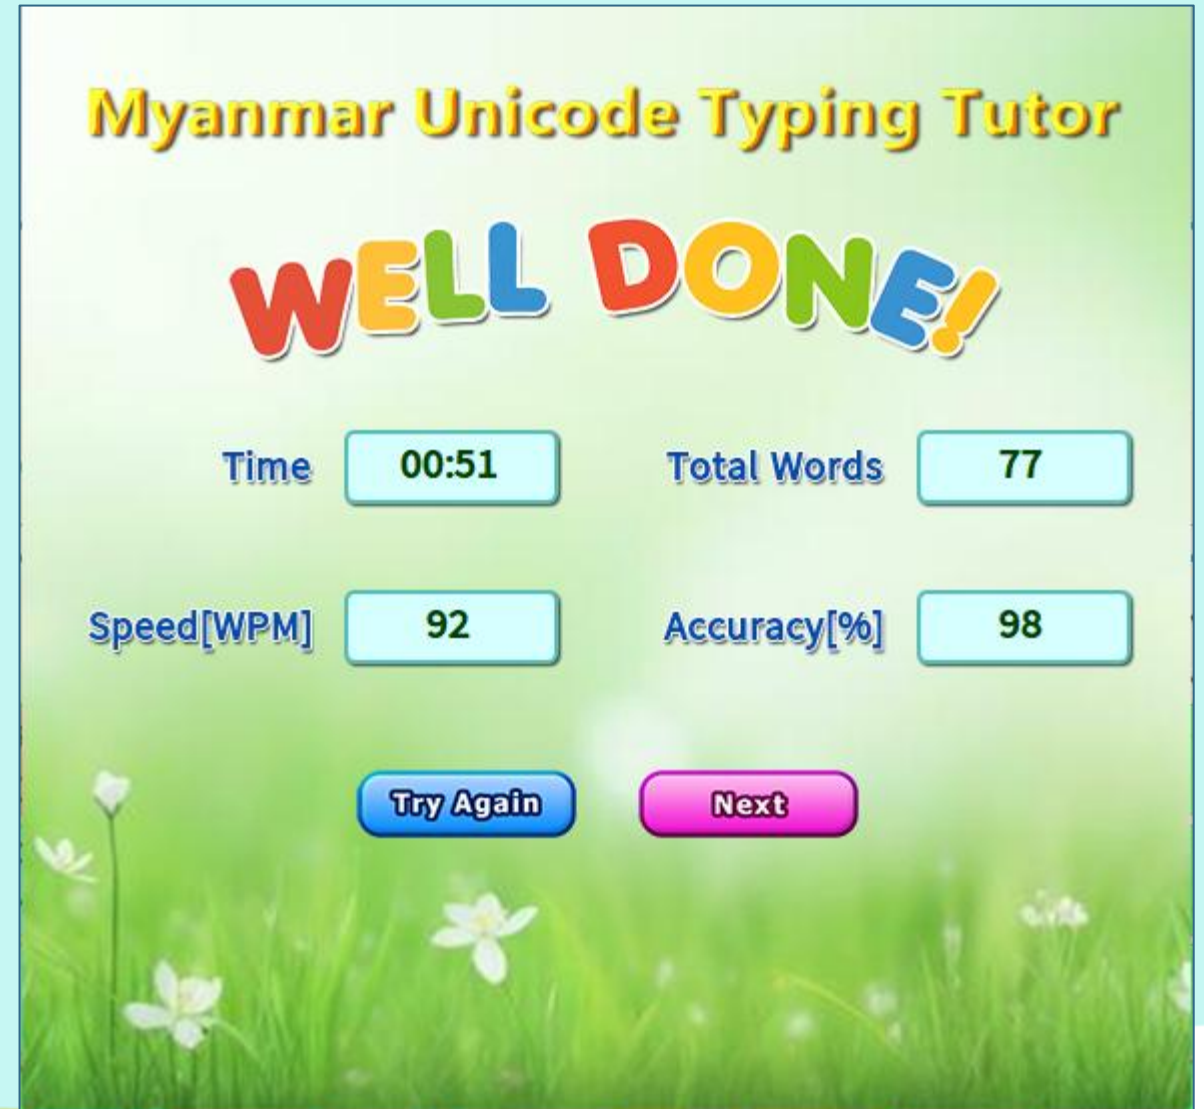 Myanmar Unicode Typing Tutor
WELL DONE!
Time 00:51 Total Words 77
Speed[WPM] 92 Accuracy[%] 98
Try Again Next